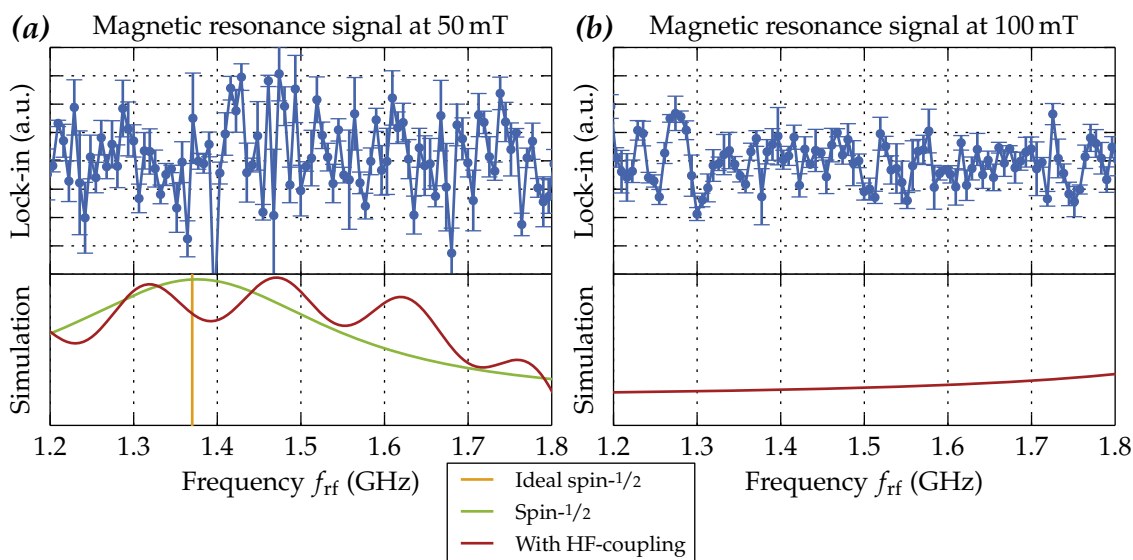 (a) Magnetic resonance signal at 50 mT
(b) Magnetic resonance signal at 100 mT
Lock-in (a.u.)
Lock-in (a.u.)
Simulation
Simulation
1.2 1.3 1.4 1.5 1.6 1.7 1.8
1.2 1.3 1.4 1.5 1.6 1.7 1.8
Frequency f_rf (GHz)
Frequency f_rf (GHz)
Ideal spin-1/2
Spin-1/2
With HF-coupling